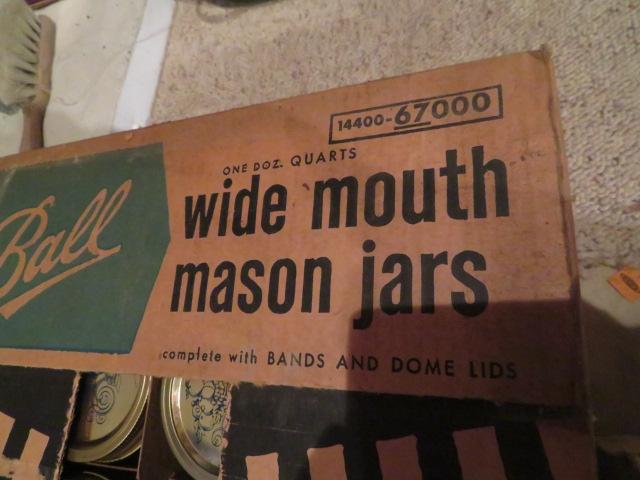 14400-67000
ONE DOZ. QUARTS
wide mouth
mason jars
Ball
complete with BANDS AND DOME LIDS